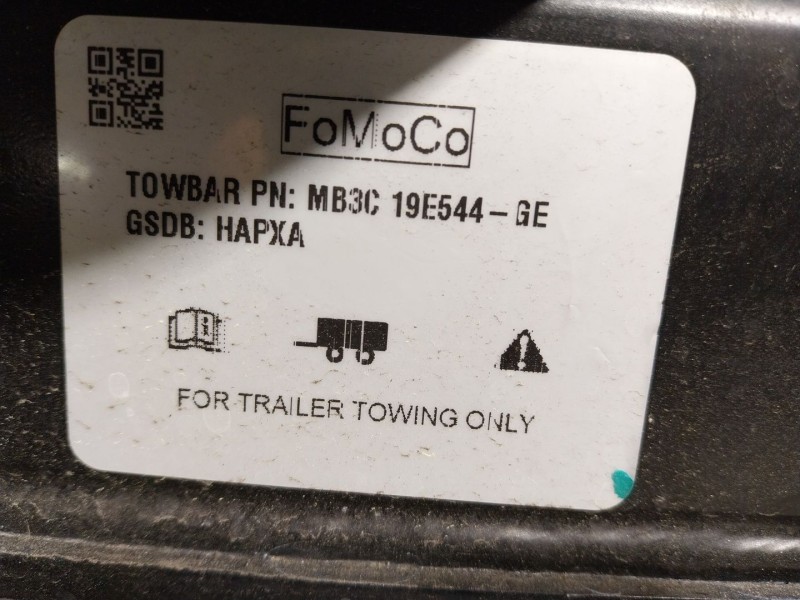 FoMoCo
TOWBAR PN: MB3C 19E544-GE
GSDB: HAPXA
FOR TRAILER TOWING ONLY